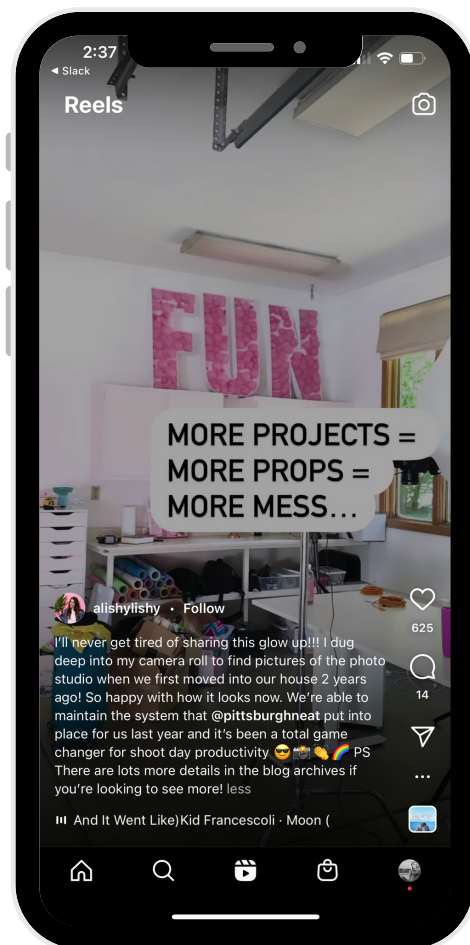 2:37
◀ Slack
Reels
FUN
MORE PROJECTS =
MORE PROPS =
MORE MESS...
alishylishy • Follow
I'll never get tired of sharing this glow up!!! I dug
deep into my camera roll to find pictures of the photo
studio when we first moved into our house 2 years
ago! So happy with how it looks now. We're able to
maintain the system that @pittsburghneat put into
place for us last year and it's been a total game
changer for shoot day productivity 😎📸👏🌈 PS
There are lots more details in the blog archives if
you're looking to see more! less
And It Went Like)Kid Francescoli · Moon (
625
14